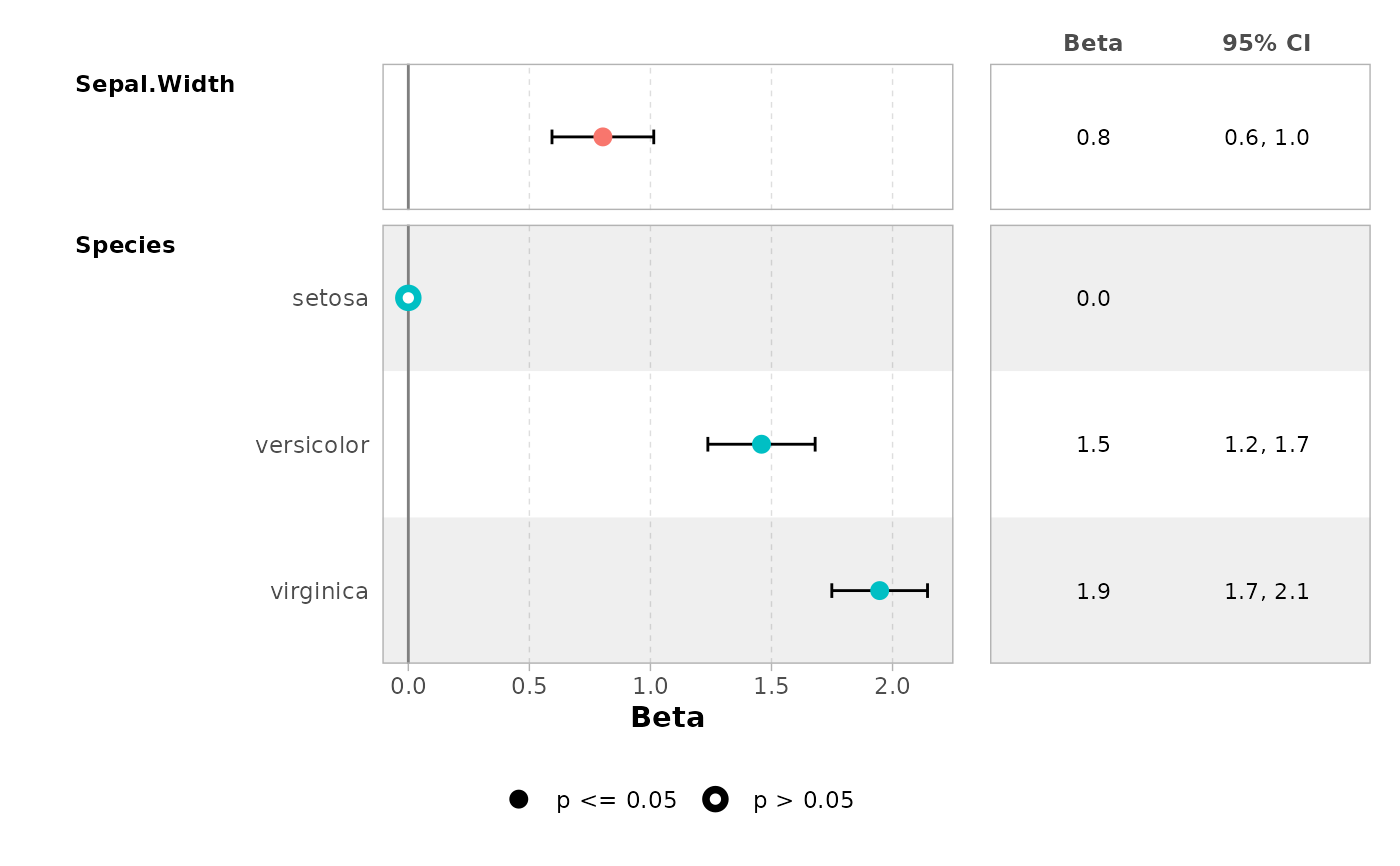 Beta 95% CI
Sepal.Width
0.8 0.6, 1.0
Species
setosa 0.0
versicolor 1.5 1.2, 1.7
virginica 1.9 1.7, 2.1
0.0 0.5 1.0 1.5 2.0
Beta
p <= 0.05 p > 0.05